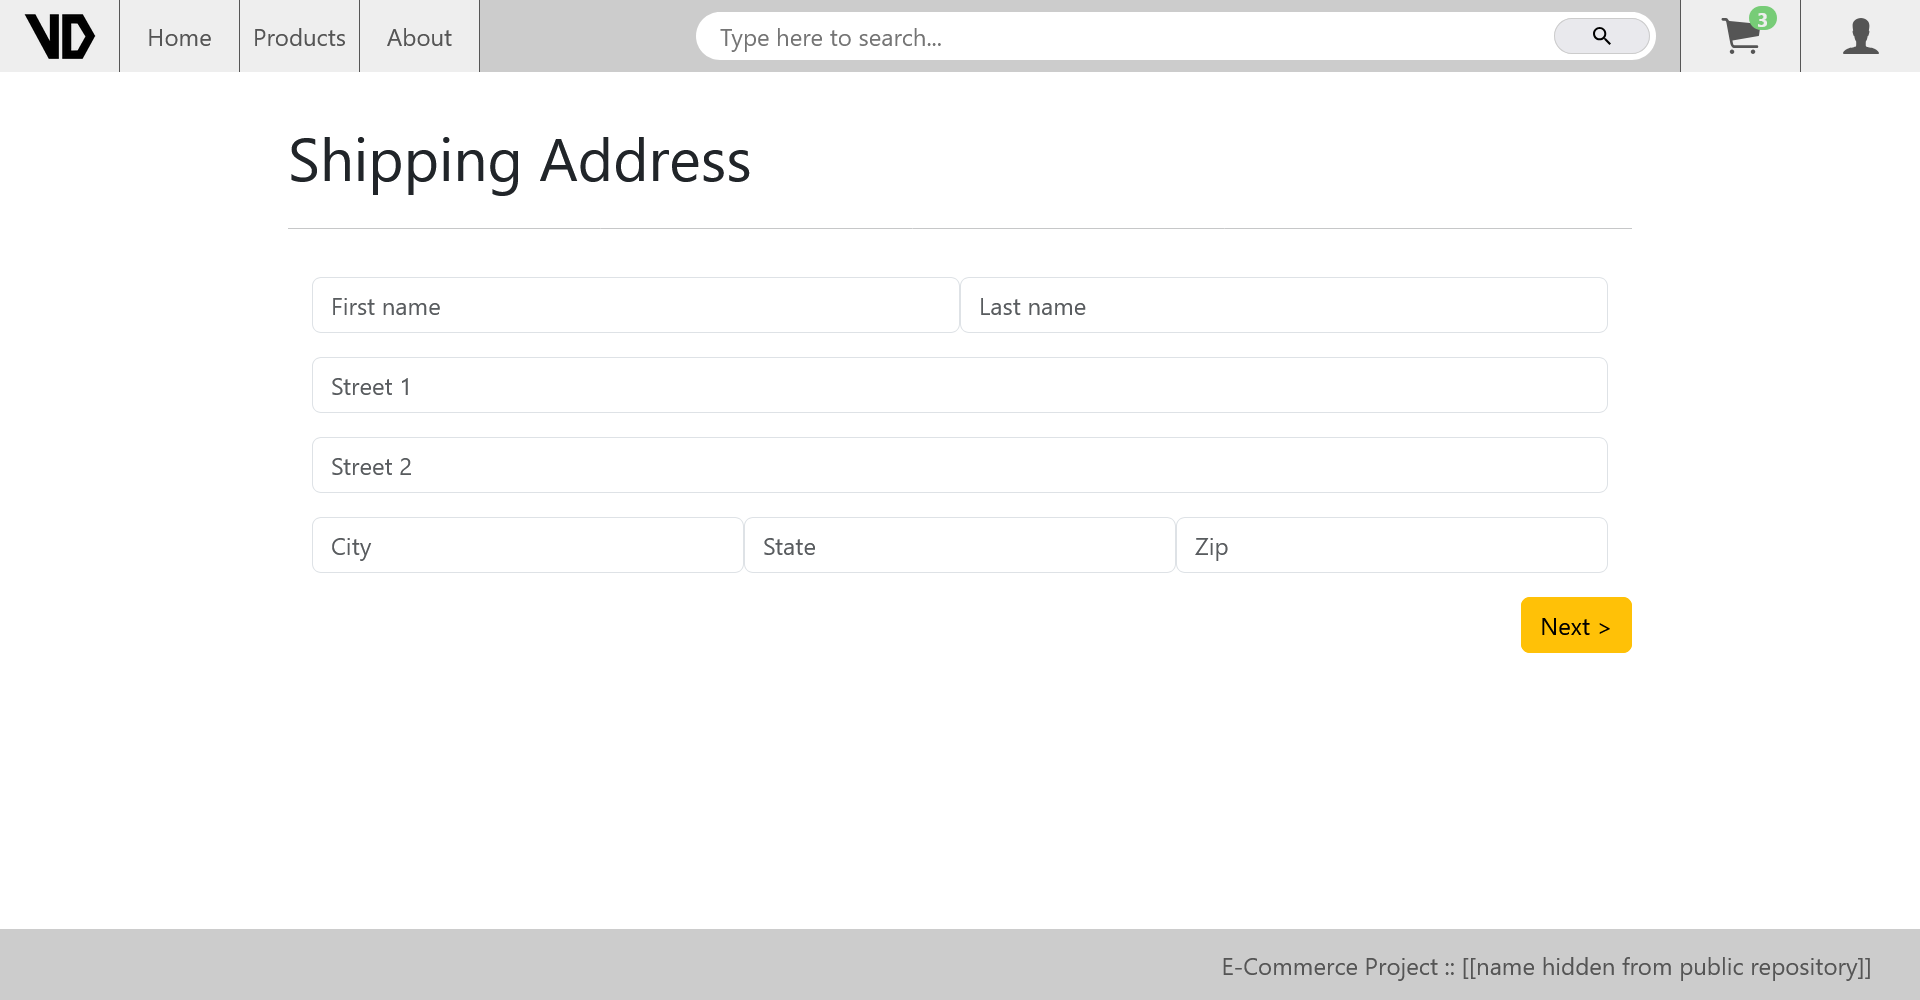 VD Home Products About Type here to search... 3
Shipping Address
First name Last name
Street 1
Street 2
City State Zip
Next >
E-Commerce Project :: [[name hidden from public repository]]